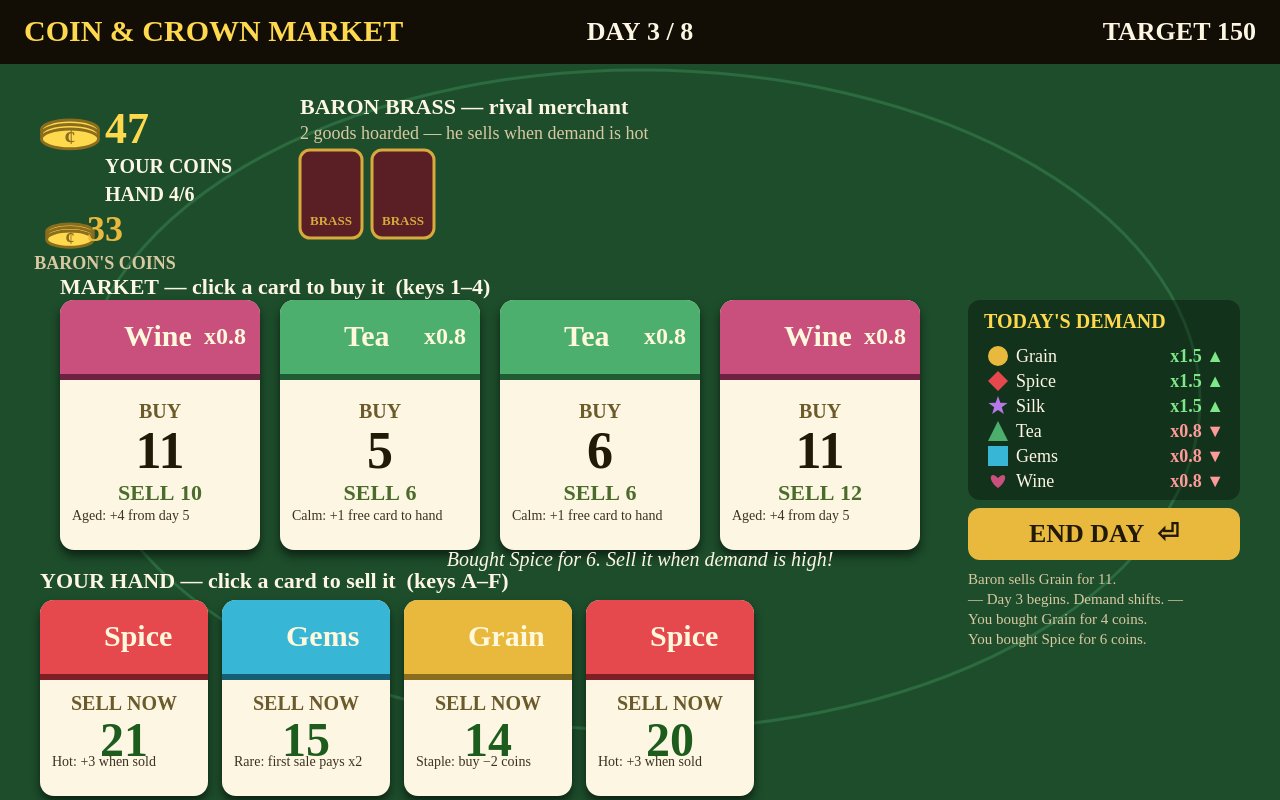 COIN & CROWN MARKET
DAY 3 / 8
TARGET 150
¢ 47
YOUR COINS
HAND 4/6
¢ 33
BARON'S COINS
BARON BRASS — rival merchant
2 goods hoarded — he sells when demand is hot
BRASS
BRASS
MARKET — click a card to buy it (keys 1–4)
Wine x0.8
BUY
11
SELL 10
Aged: +4 from day 5
Tea x0.8
BUY
5
SELL 6
Calm: +1 free card to hand
Tea x0.8
BUY
6
SELL 6
Calm: +1 free card to hand
Wine x0.8
BUY
11
SELL 12
Aged: +4 from day 5
TODAY'S DEMAND
Grain x1.5 ▲
Spice x1.5 ▲
Silk x1.5 ▲
Tea x0.8 ▼
Gems x0.8 ▼
Wine x0.8 ▼
END DAY ⏎
Baron sells Grain for 11.
— Day 3 begins. Demand shifts. —
You bought Grain for 4 coins.
You bought Spice for 6 coins.
Bought Spice for 6. Sell it when demand is high!
YOUR HAND — click a card to sell it (keys A–F)
Spice
SELL NOW
21
Hot: +3 when sold
Gems
SELL NOW
15
Rare: first sale pays x2
Grain
SELL NOW
14
Staple: buy −2 coins
Spice
SELL NOW
20
Hot: +3 when sold